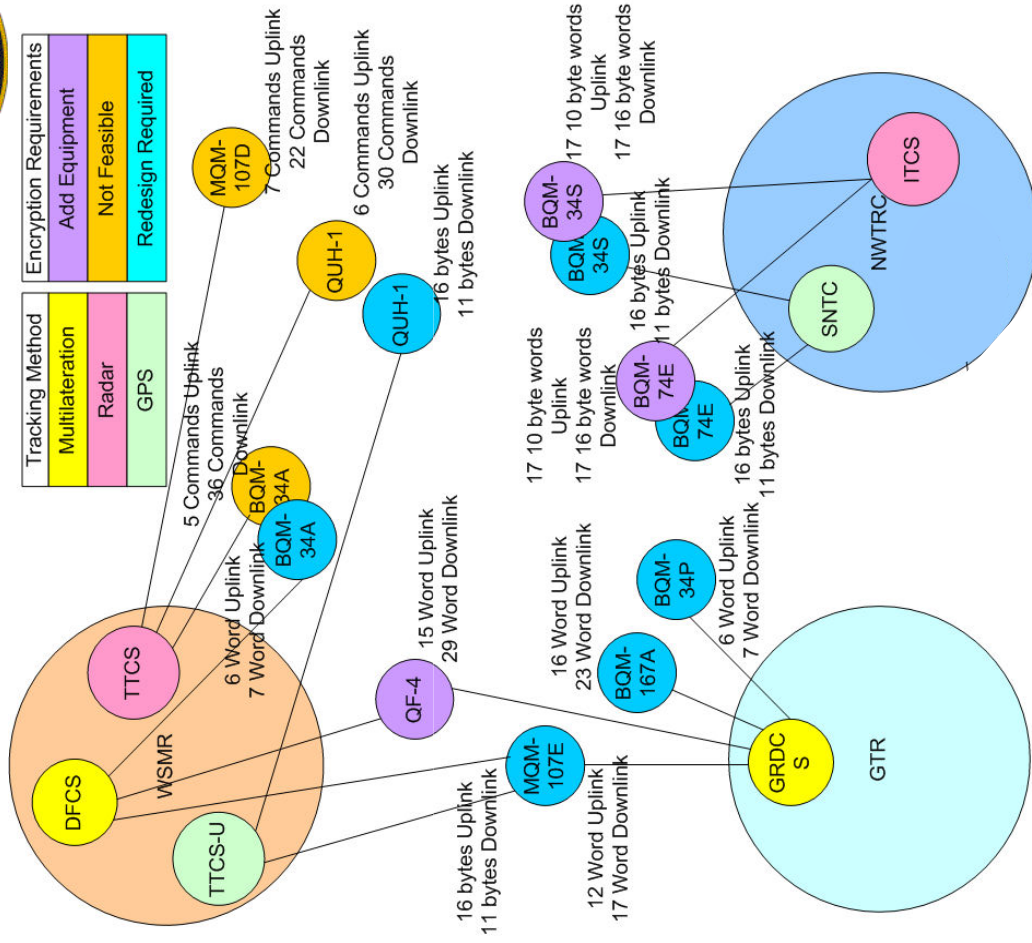 Tracking Method
Multilateration
Radar
GPS
Encryption Requirements
Add Equipment
Not Feasible
Redesign Required
DFCS
TTCS
TTCS-U
WSMR
MQM-
107D
7 Commands Uplink
22 Commands
Downlink
QUH-1
6 Commands Uplink
30 Commands
Downlink
QUH-1
16 bytes Uplink
11 bytes Downlink
5 Commands Uplink
36 Commands
Downlink
BQM-
34A
BQM-
34A
6 Word Uplink
7 Word Downlink
QF-4
15 Word Uplink
29 Word Downlink
MQM-
107E
16 bytes Uplink
11 bytes Downlink
12 Word Uplink
17 Word Downlink
BQM-
167A
16 Word Uplink
23 Word Downlink
BQM-
34P
6 Word Uplink
7 Word Downlink
GRDC
S
GTR
BQM-
34S
17 10 byte words
Uplink
17 16 byte words
Downlink
BQM
34S
16 bytes Uplink
11 bytes Downlink
BQM-
74E
17 10 byte words
Uplink
17 16 byte words
Downlink
BQM
74E
16 bytes Uplink
11 bytes Downlink
SNTC
ITCS
NWTRC